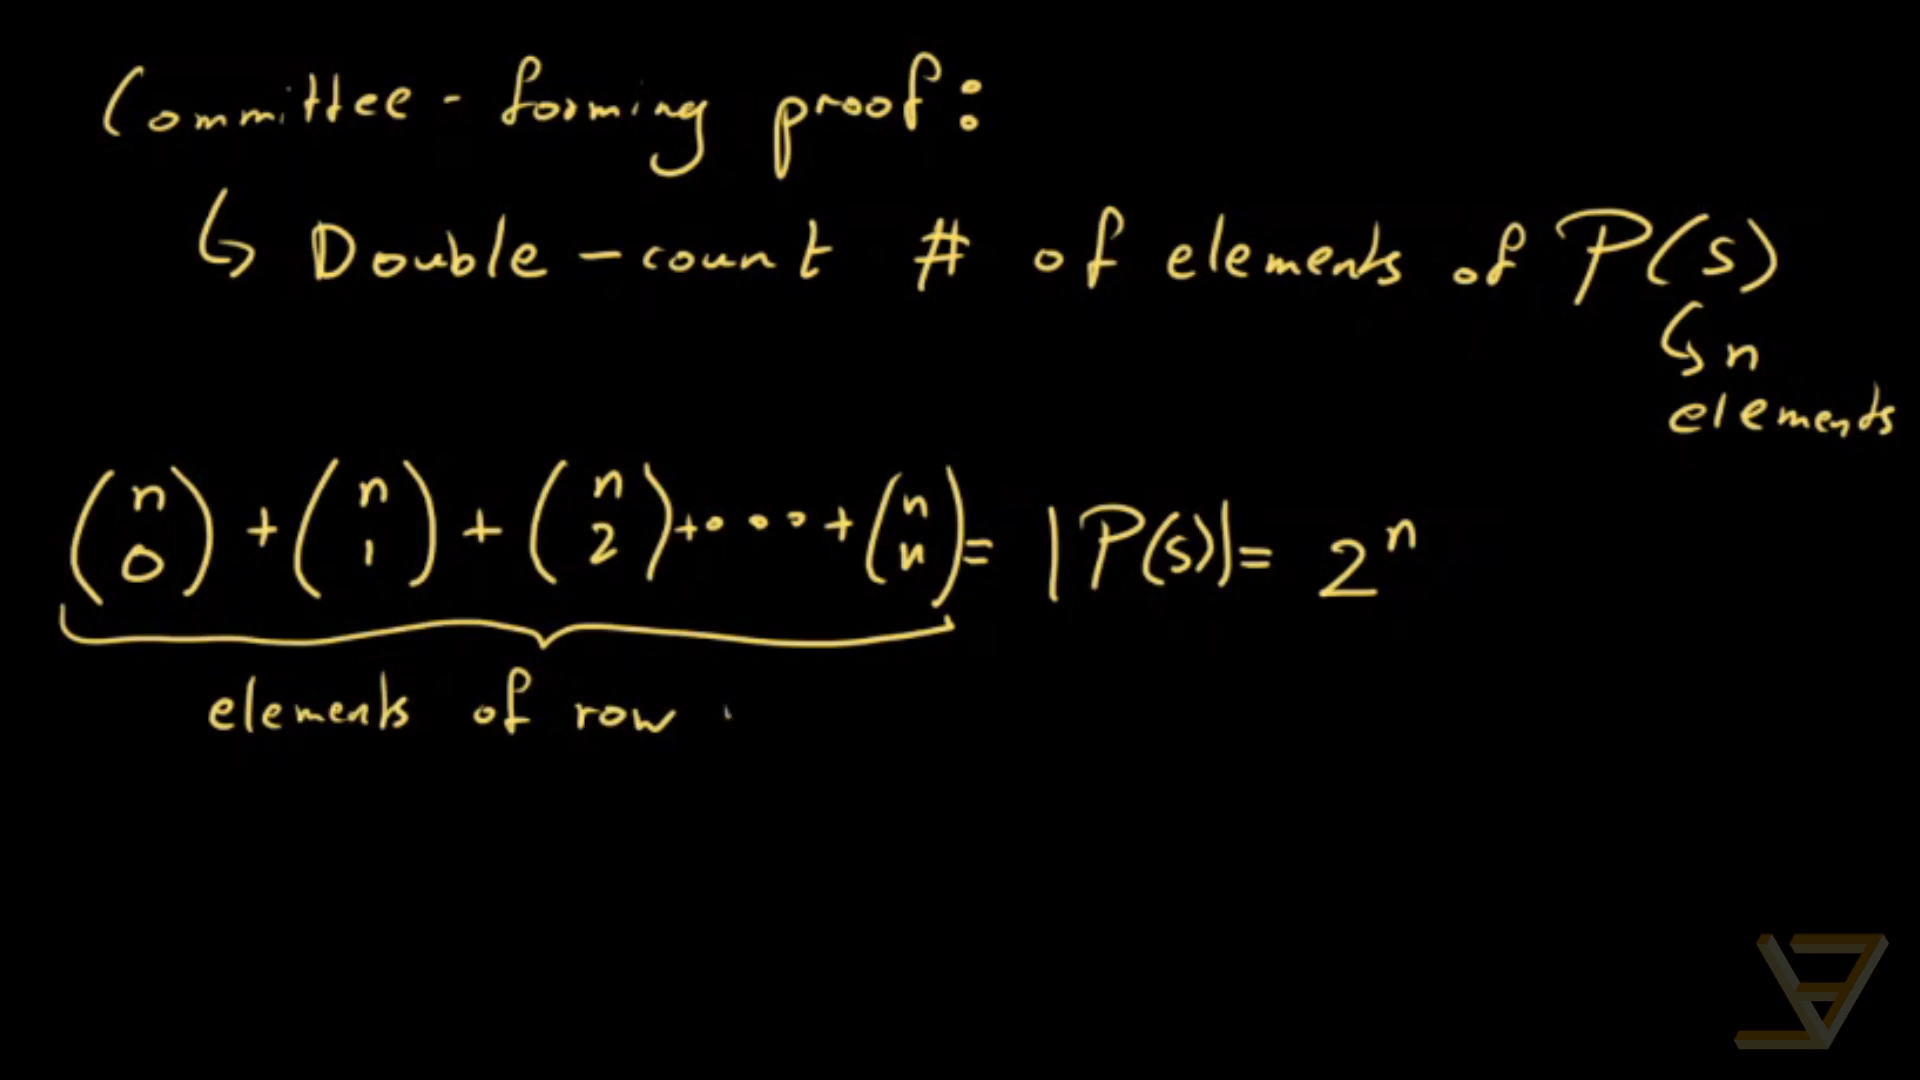 Committee-forming proof:
↳ Double-count # of elements of P(s)
↳ n
elements
(n 0) + (n 1) + (n 2) + ... + (n n) = |P(s)| = 2^n
elements of row